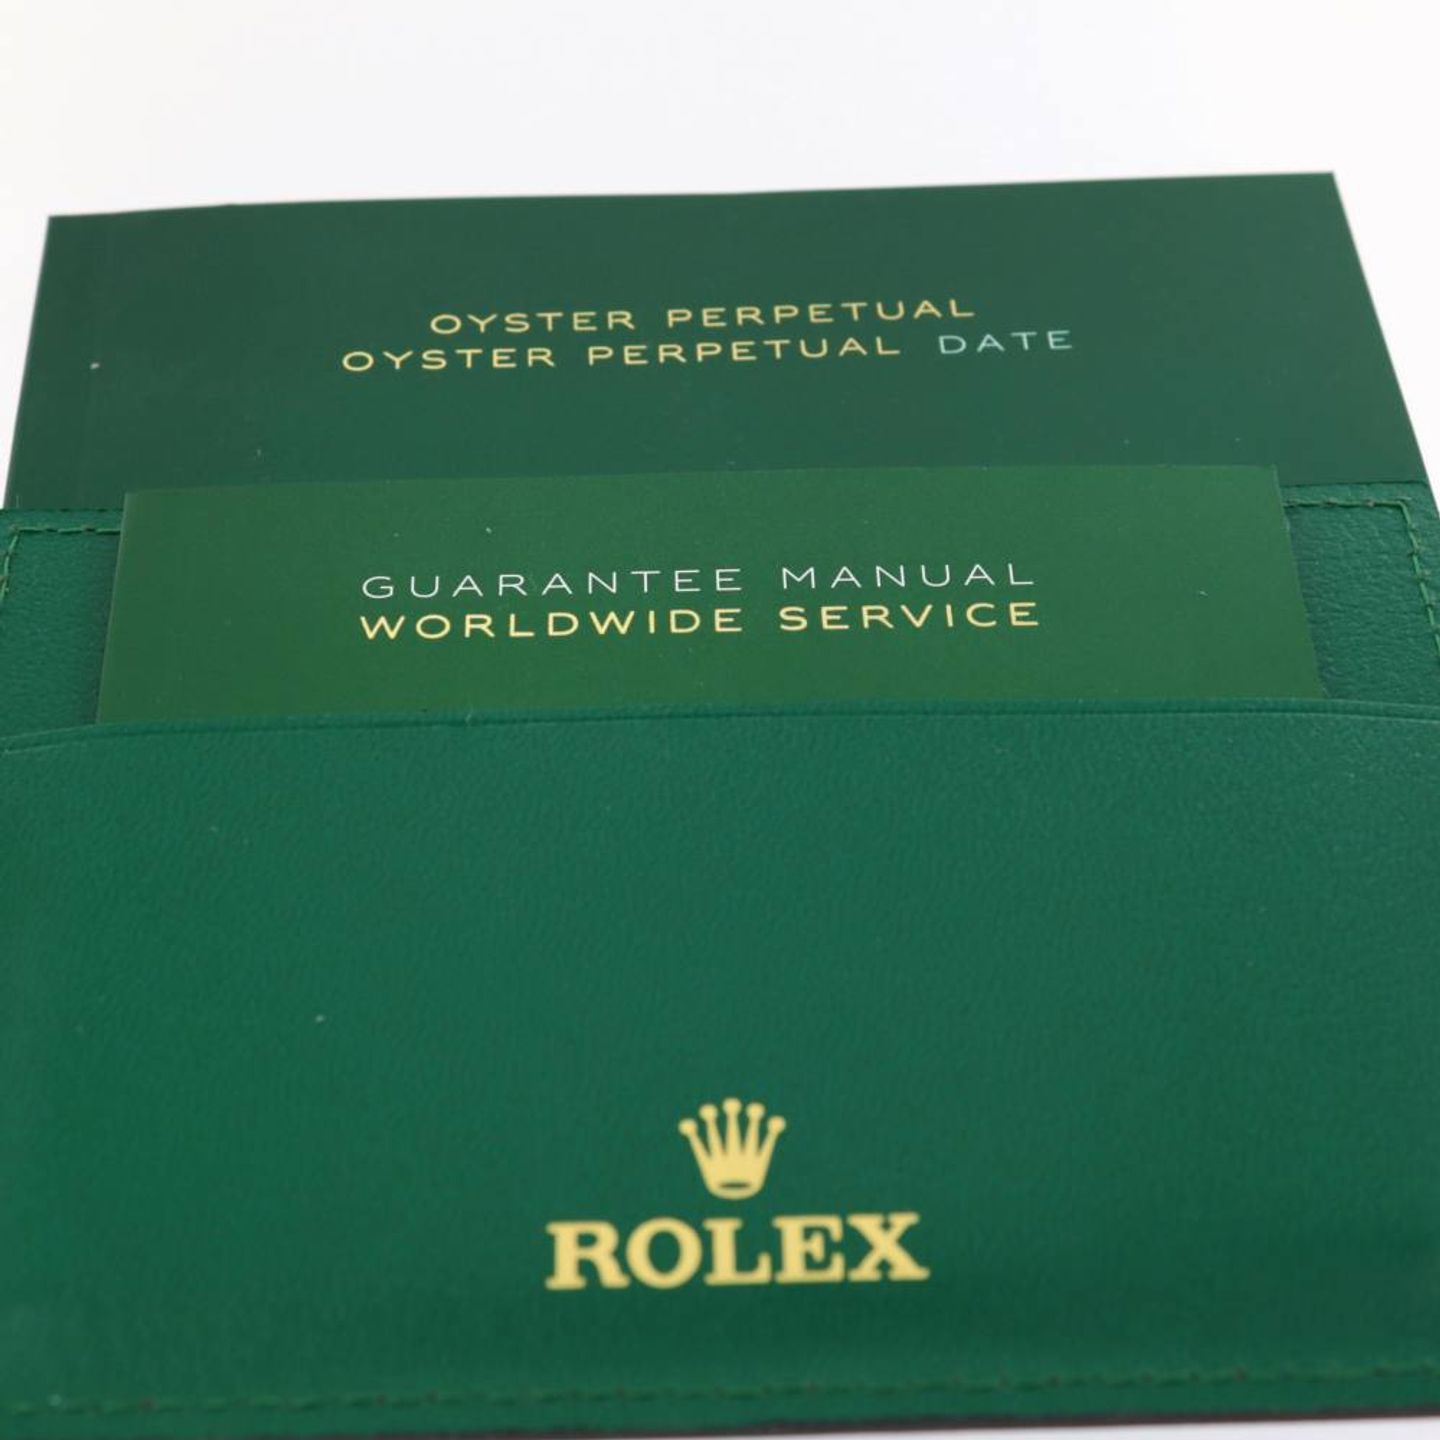 OYSTER PERPETUAL
OYSTER PERPETUAL DATE
GUARANTEE MANUAL
WORLDWIDE SERVICE
ROLEX